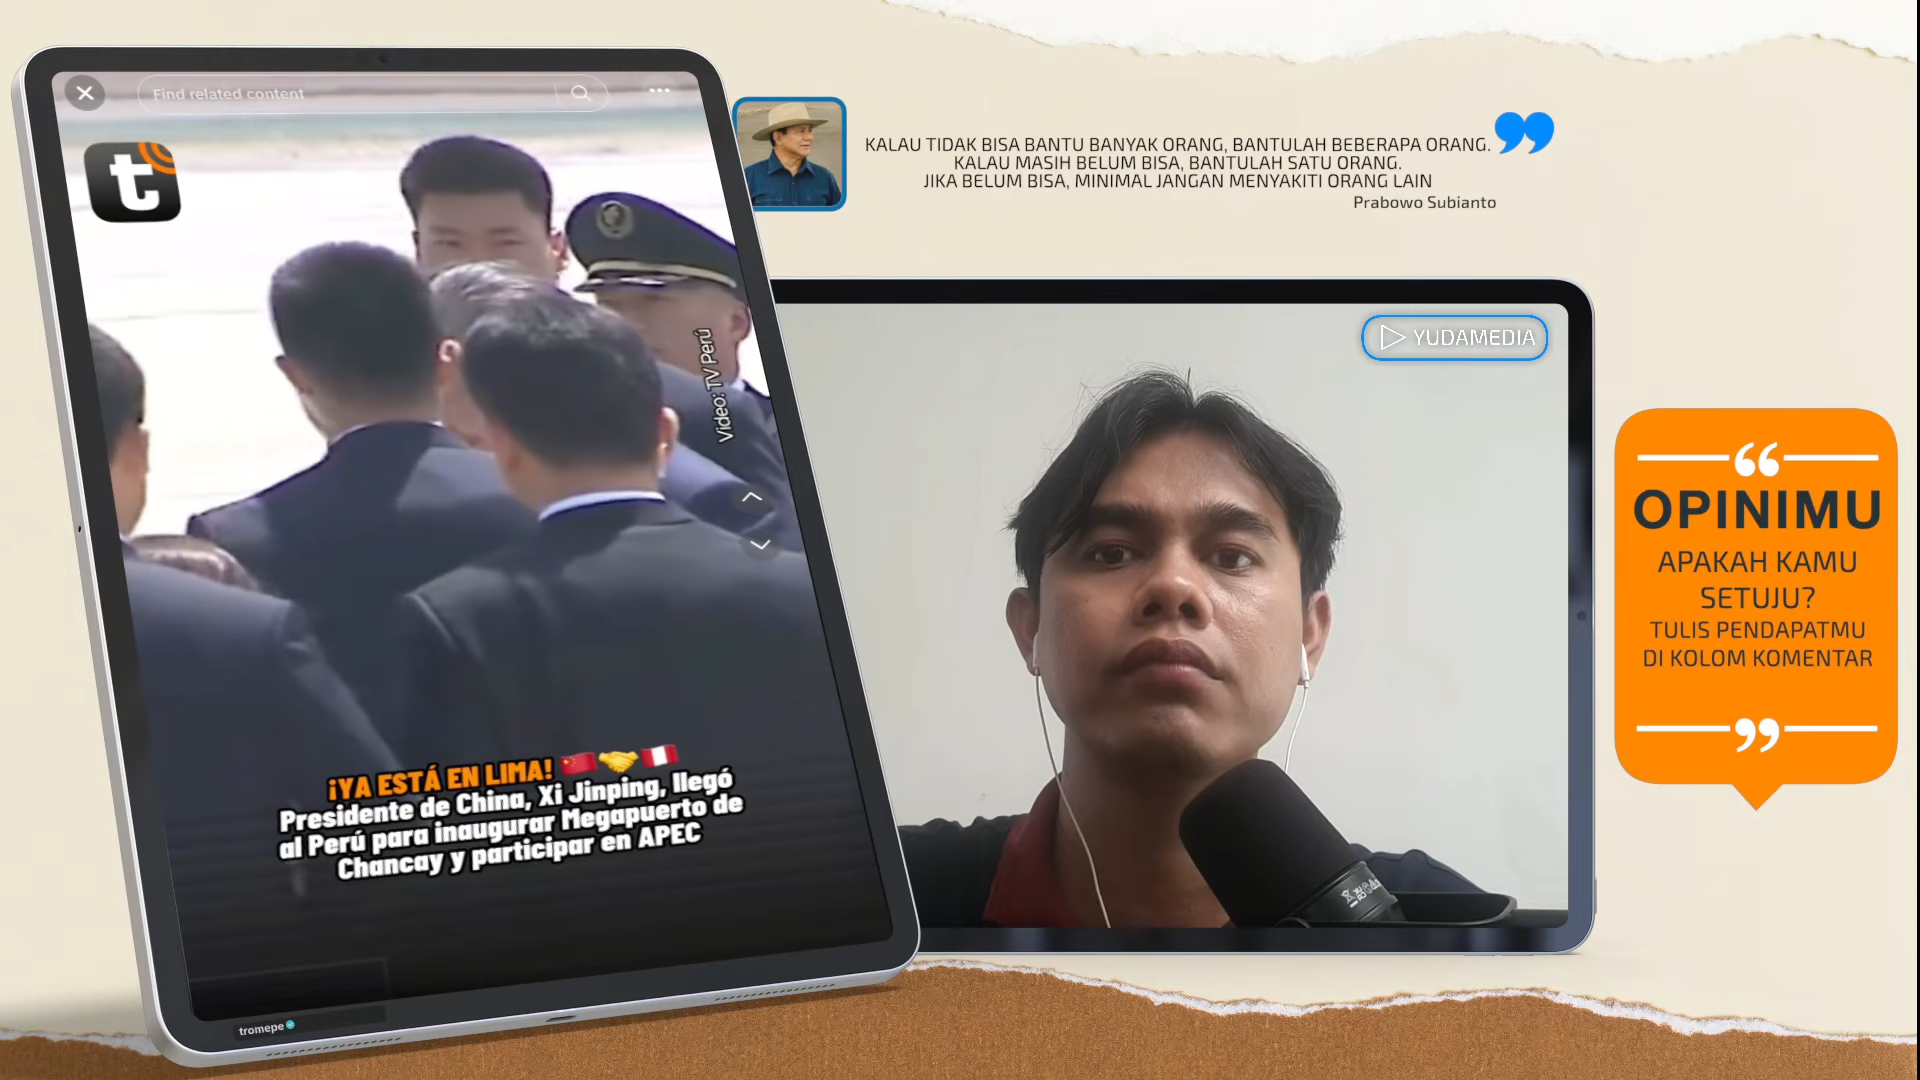 Find related content
t
Video: TV Perú
¡YA ESTÁ EN LIMA!
Presidente de China, Xi Jinping, llegó
al Perú para inaugurar Megapuerto de
Chancay y participar en APEC
tromepe
KALAU TIDAK BISA BANTU BANYAK ORANG, BANTULAH BEBERAPA ORANG.
KALAU MASIH BELUM BISA, BANTULAH SATU ORANG.
JIKA BELUM BISA, MINIMAL JANGAN MENYAKITI ORANG LAIN
Prabowo Subianto
YUDAMEDIA
OPINIMU
APAKAH KAMU
SETUJU?
TULIS PENDAPATMU
DI KOLOM KOMENTAR